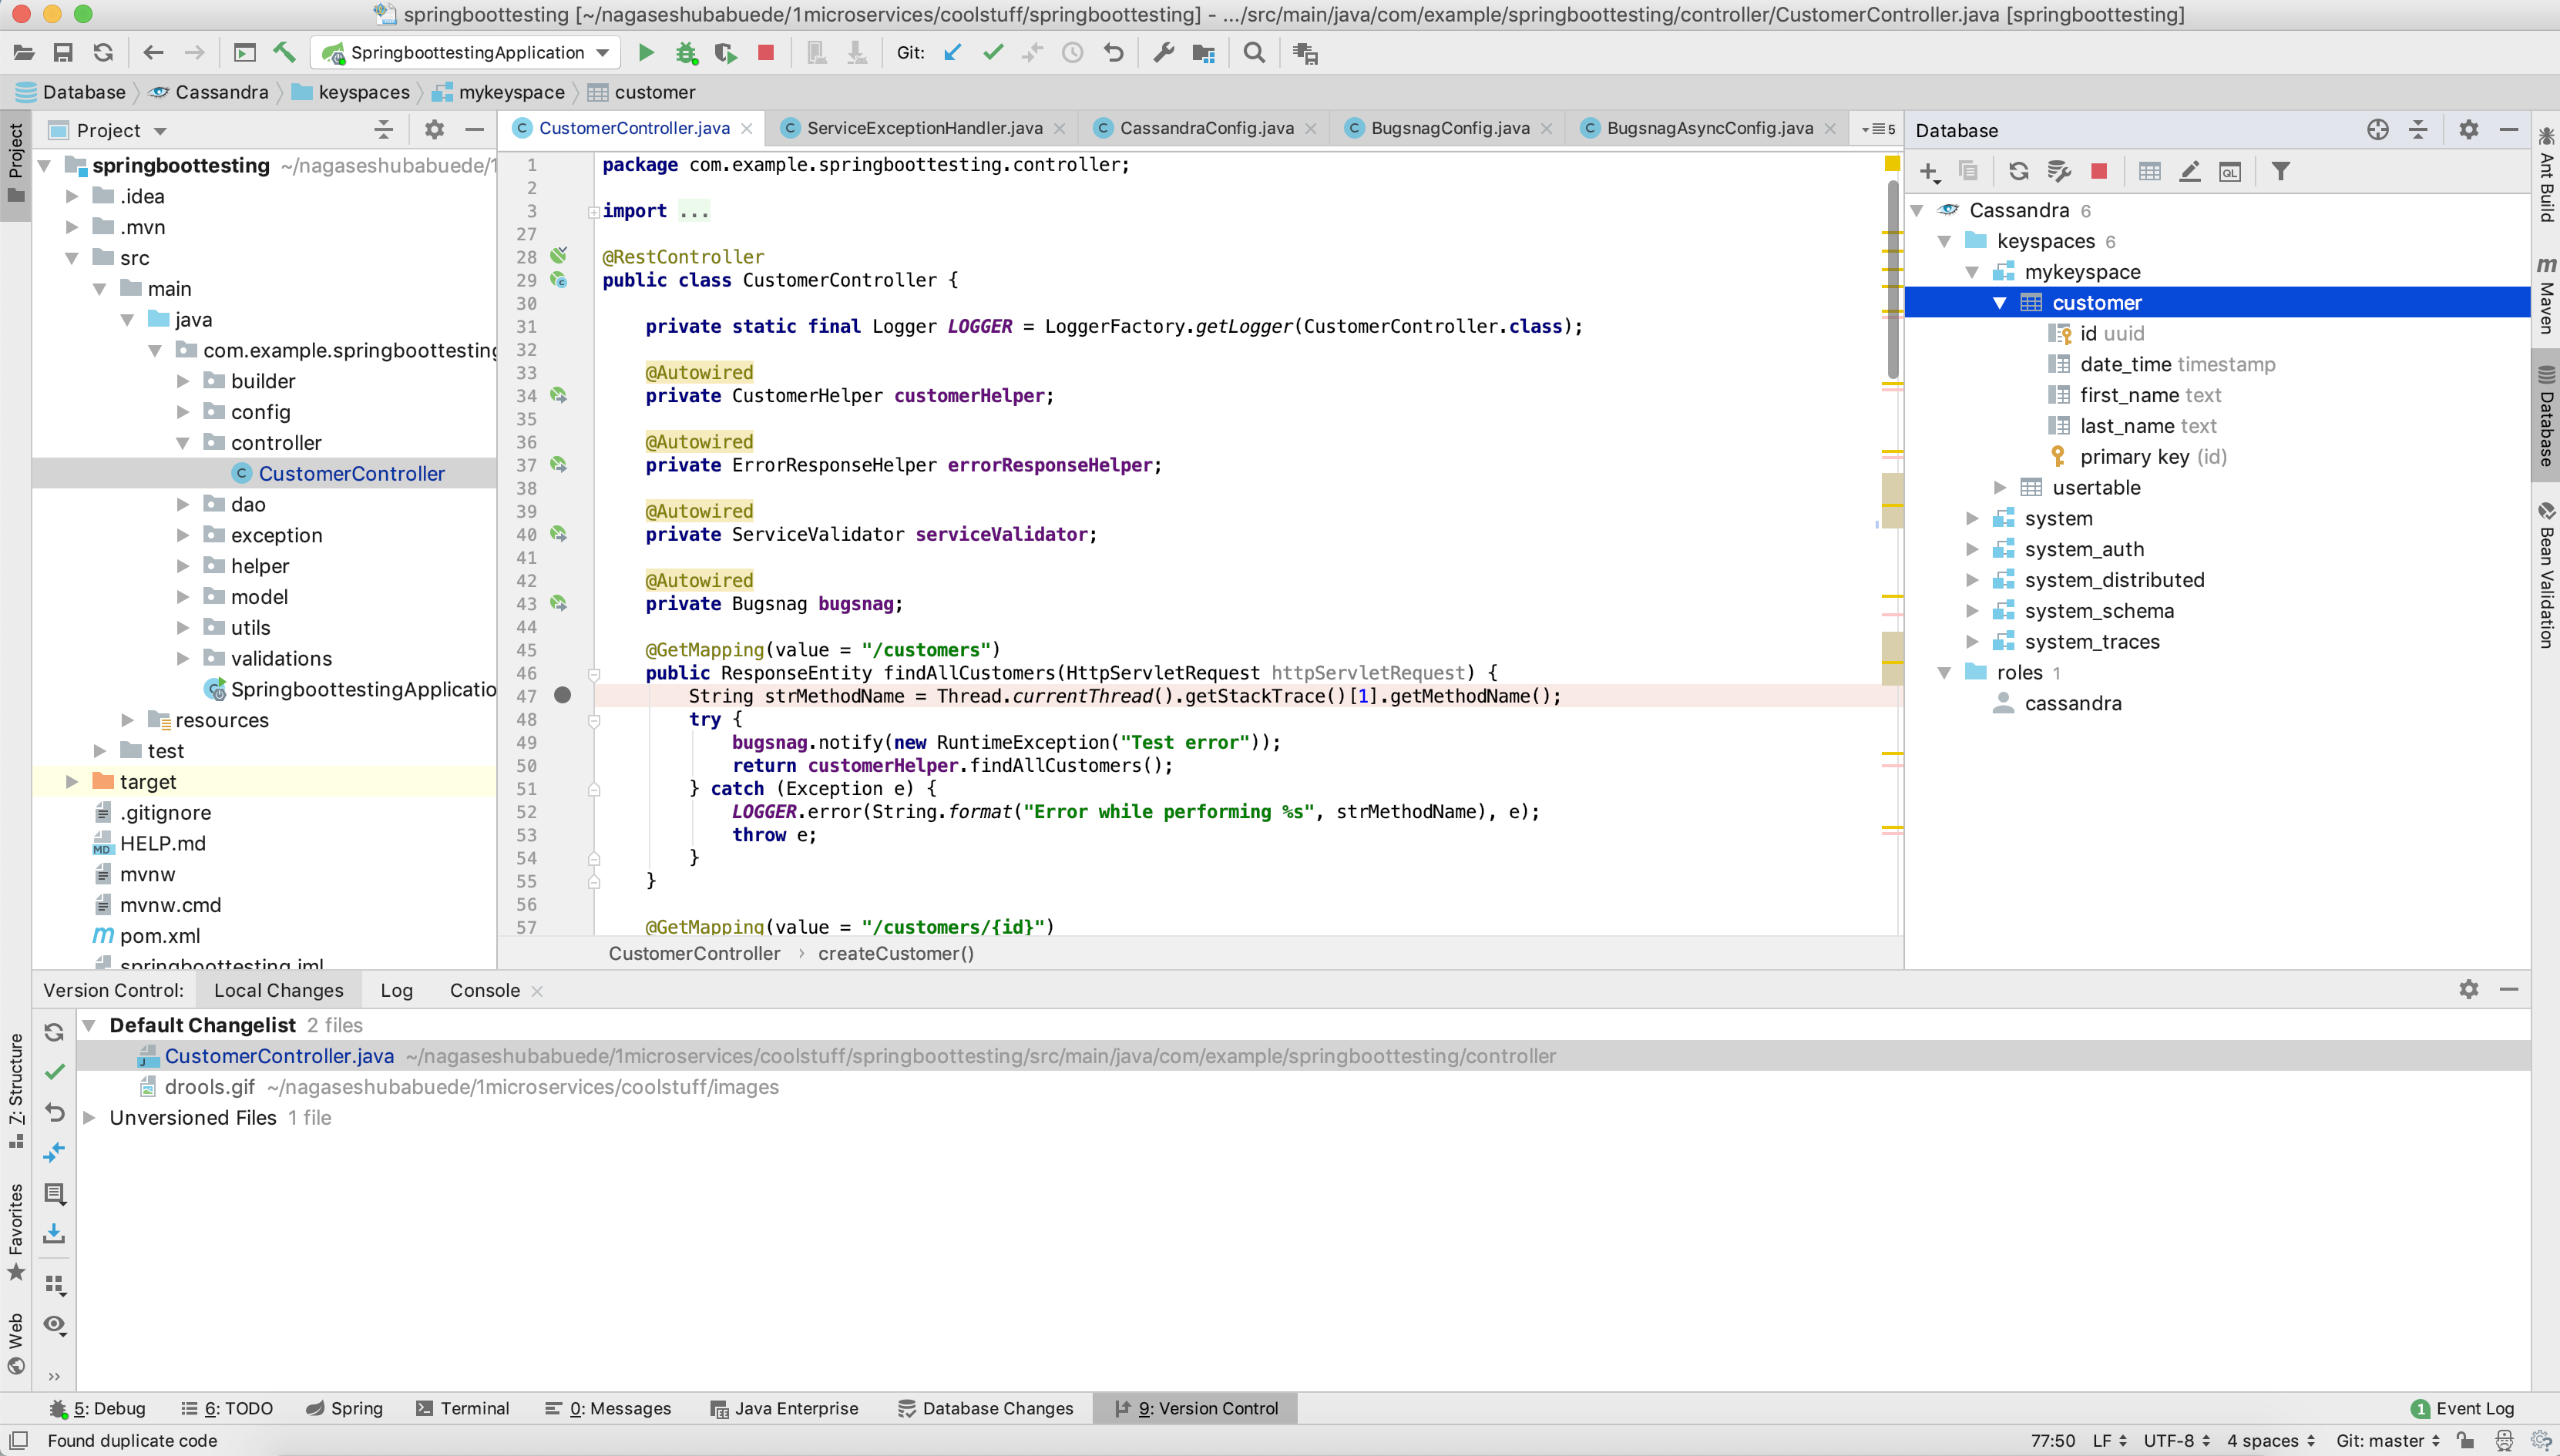 springboottesting [~/nagaseshubabuede/1microservices/coolstuff/springboottesting] - .../src/main/java/com/example/springboottesting/controller/CustomerController.java [springboottesting]
SpringboottestingApplication
Git:
Database
Cassandra
keyspaces
mykeyspace
customer
Project
Project
springboottesting ~/nagaseshubabuede/1
.idea
.mvn
src
main
java
com.example.springboottesting
builder
config
controller
CustomerController
dao
exception
helper
model
utils
validations
SpringboottestingApplicatio
resources
test
target
.gitignore
HELP.md
mvnw
mvnw.cmd
pom.xml
springboottesting.iml
CustomerController.java
ServiceExceptionHandler.java
CassandraConfig.java
BugsnagConfig.java
BugsnagAsyncConfig.java
5
1 package com.example.springboottesting.controller;
2
3 import ...
27
28 @RestController
29 public class CustomerController {
30
31 private static final Logger LOGGER = LoggerFactory.getLogger(CustomerController.class);
32
33 @Autowired
34 private CustomerHelper customerHelper;
35
36 @Autowired
37 private ErrorResponseHelper errorResponseHelper;
38
39 @Autowired
40 private ServiceValidator serviceValidator;
41
42 @Autowired
43 private Bugsnag bugsnag;
44
45 @GetMapping(value = "/customers")
46 public ResponseEntity findAllCustomers(HttpServletRequest httpServletRequest) {
47 String strMethodName = Thread.currentThread().getStackTrace()[1].getMethodName();
48 try {
49 bugsnag.notify(new RuntimeException("Test error"));
50 return customerHelper.findAllCustomers();
51 } catch (Exception e) {
52 LOGGER.error(String.format("Error while performing %s", strMethodName), e);
53 throw e;
54 }
55 }
56
57 @GetMapping(value = "/customers/{id}")
CustomerController › createCustomer()
Database
Cassandra 6
keyspaces 6
mykeyspace
customer
id uuid
date_time timestamp
first_name text
last_name text
primary key (id)
usertable
system
system_auth
system_distributed
system_schema
system_traces
roles 1
cassandra
Ant Build
Maven
Database
Bean Validation
Version Control:
Local Changes
Log
Console
Default Changelist 2 files
CustomerController.java ~/nagaseshubabuede/1microservices/coolstuff/springboottesting/src/main/java/com/example/springboottesting/controller
drools.gif ~/nagaseshubabuede/1microservices/coolstuff/images
Unversioned Files 1 file
Z: Structure
Favorites
Web
5: Debug
6: TODO
Spring
Terminal
0: Messages
Java Enterprise
Database Changes
9: Version Control
1 Event Log
Found duplicate code
77:50
LF
UTF-8
4 spaces
Git: master